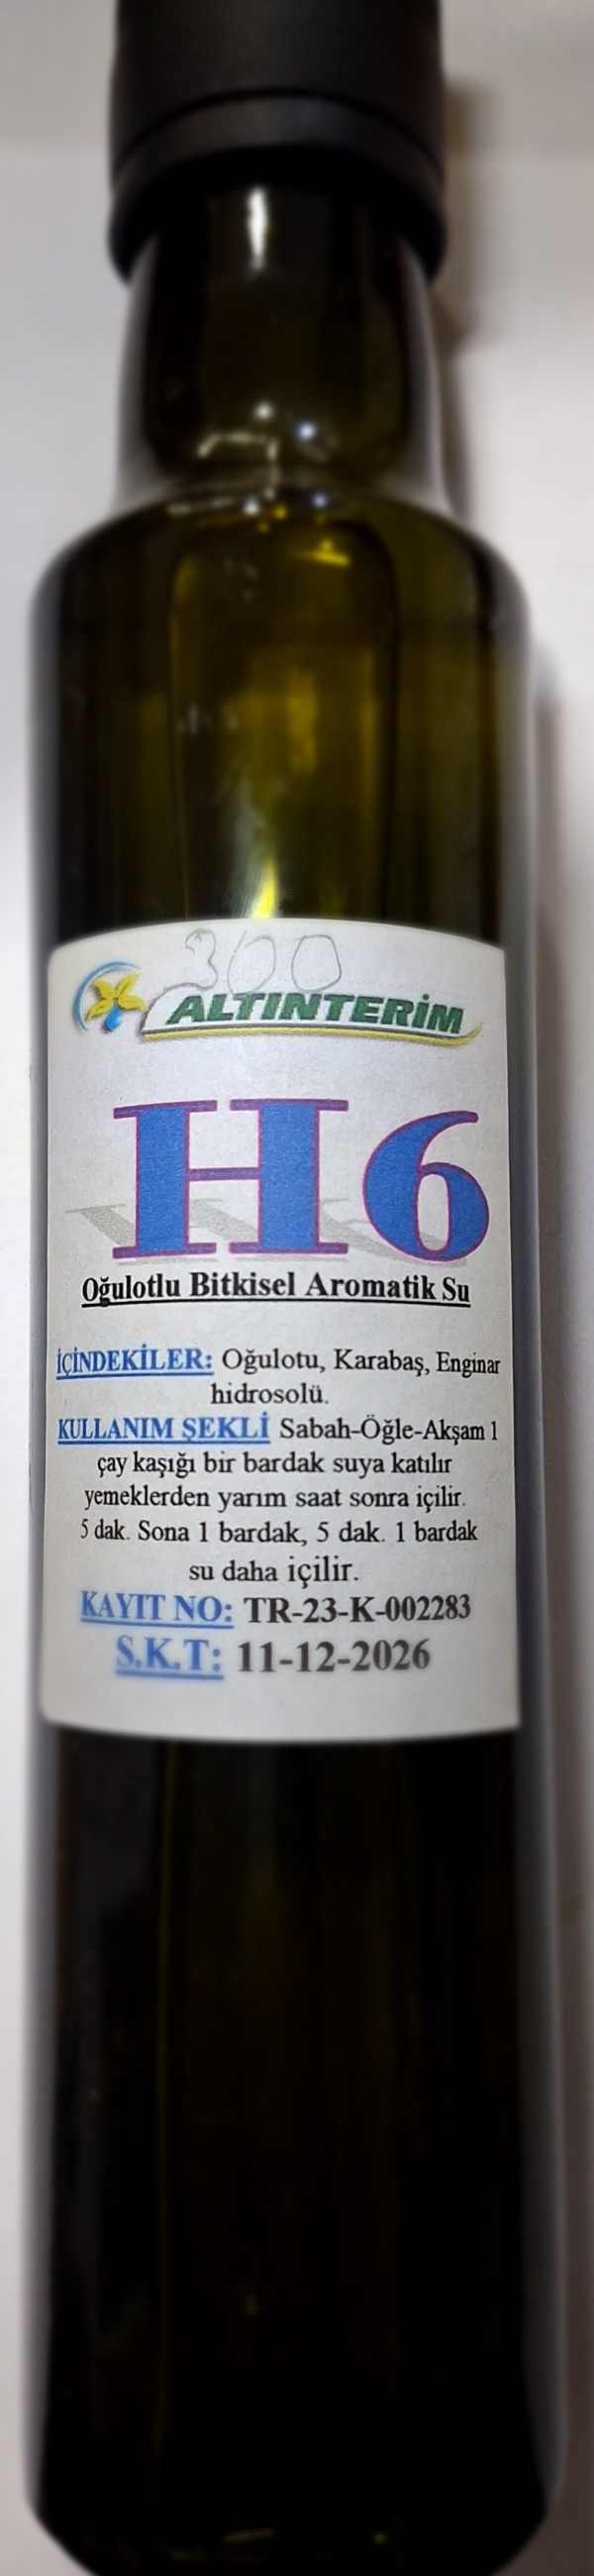 300
ALTINTERİM
H6
Oğulotlu Bitkisel Aromatik Su
İÇİNDEKİLER: Oğulotu, Karabaş, Enginar
hidrosolü.
KULLANIM ŞEKLİ Sabah-Öğle-Akşam 1
çay kaşığı bir bardak suya katılır
yemeklerden yarım saat sonra içilir.
5 dak. Sona 1 bardak, 5 dak. 1 bardak
su daha içilir.
KAYIT NO: TR-23-K-002283
S.K.T: 11-12-2026